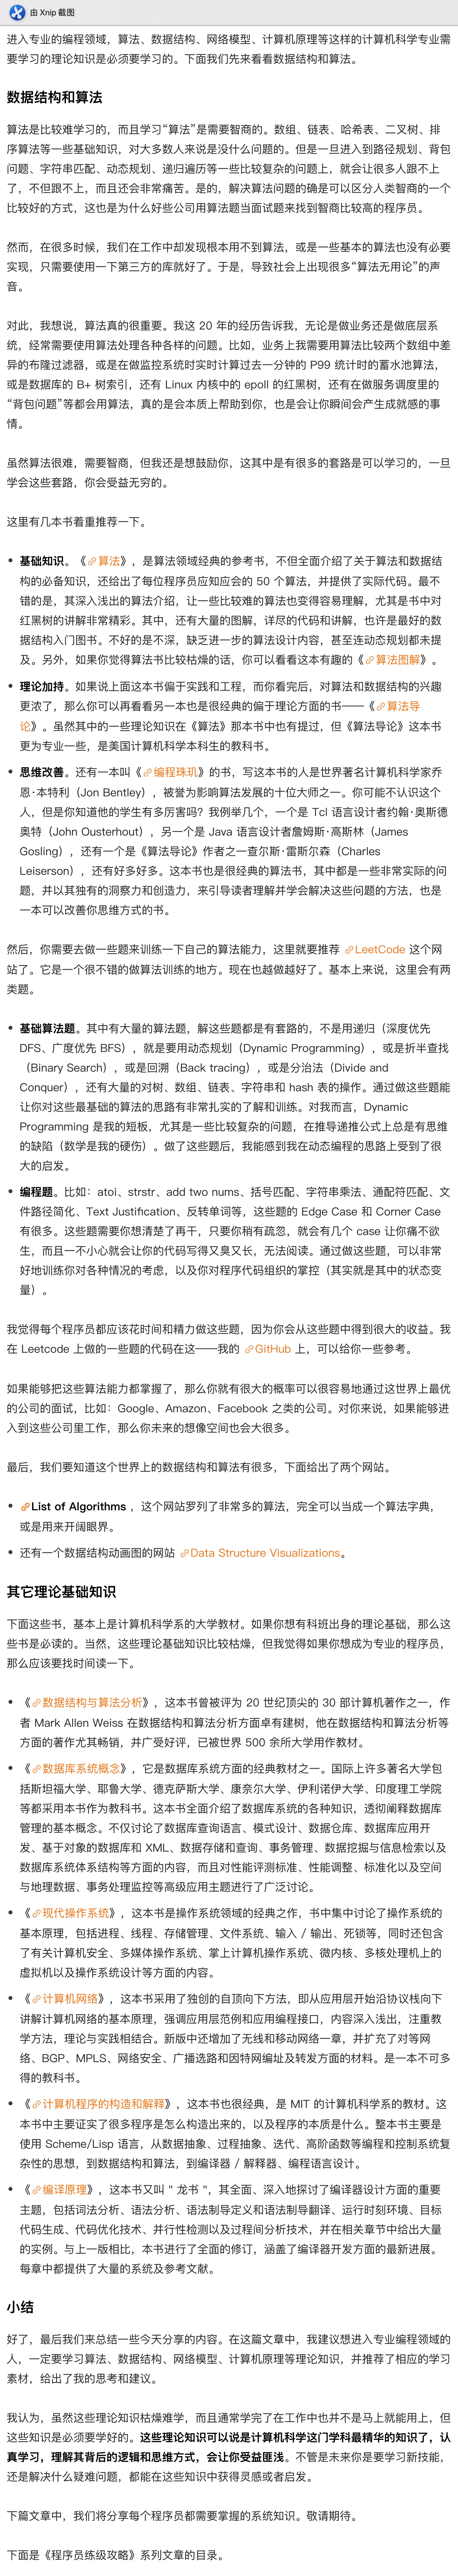 由 Xnip 截图
进入专业的编程领域，算法、数据结构、网络模型、计算机原理等这样的计算机科学专业需
要学习的理论知识是必须要学习的。下面我们先来看看数据结构和算法。
数据结构和算法
算法是比较难学习的，而且学习“算法”是需要智商的。数组、链表、哈希表、二叉树、排
序算法等一些基础知识，对大多数人来说是没什么问题的。但是一旦进入到路径规划、背包
问题、字符串匹配、动态规划、递归遍历等一些比较复杂的问题上，就会让很多人跟不上
了，不但跟不上，而且还会非常痛苦。是的，解决算法问题的确是可以区分人类智商的一个
比较好的方式，这也是为什么好些公司用算法题当面试题来找到智商比较高的程序员。
然而，在很多时候，我们在工作中却发现根本用不到算法，或是一些基本的算法也没有必要
实现，只需要使用一下第三方的库就好了。于是，导致社会上出现很多“算法无用论”的声
音。
对此，我想说，算法真的很重要。我这 20 年的经历告诉我，无论是做业务还是做底层系
统，经常需要使用算法处理各种各样的问题。比如，业务上我需要用算法比较两个数组中差
异的布隆过滤器，或是在做监控系统时实时计算过去一分钟的 P99 统计时的蓄水池算法，
或是数据库的 B+ 树索引，还有 Linux 内核中的 epoll 的红黑树，还有在做服务调度里的
“背包问题”等都会用算法，真的是会本质上帮助到你，也是会让你瞬间会产生成就感的事
情。
虽然算法很难，需要智商，但我还是想鼓励你，这其中是有很多的套路是可以学习的，一旦
学会这些套路，你会受益无穷的。
这里有几本书着重推荐一下。
基础知识。《算法》，是算法领域经典的参考书，不但全面介绍了关于算法和数据结
构的必备知识，还给出了每位程序员应知应会的 50 个算法，并提供了实际代码。最不
错的是，其深入浅出的算法介绍，让一些比较难的算法也变得容易理解，尤其是书中对
红黑树的讲解非常精彩。其中，还有大量的图解，详尽的代码和讲解，也许是最好的数
据结构入门图书。不好的是不深，缺乏进一步的算法设计内容，甚至连动态规划都未提
及。另外，如果你觉得算法书比较枯燥的话，你可以看看这本有趣的《算法图解》。
理论加持。如果说上面这本书偏于实践和工程，而你看完后，对算法和数据结构的兴趣
更浓了，那么你可以再看看另一本也是很经典的偏于理论方面的书——《算法导
论》。虽然其中的一些理论知识在《算法》那本书中也有提过，但《算法导论》这本书
更为专业一些，是美国计算机科学本科生的教科书。
思维改善。还有一本叫《编程珠玑》的书，写这本书的人是世界著名计算机科学家乔
恩·本特利（Jon Bentley），被誉为影响算法发展的十位大师之一。你可能不认识这个
人，但是你知道他的学生有多厉害吗？我例举几个，一个是 Tcl 语言设计者约翰·奥斯德
奥特（John Ousterhout），另一个是 Java 语言设计者詹姆斯·高斯林（James
Gosling），还有一个是《算法导论》作者之一查尔斯·雷斯尔森（Charles
Leiserson），还有好多好多。这本书也是很经典的算法书，其中都是一些非常实际的问
题，并以其独有的洞察力和创造力，来引导读者理解并学会解决这些问题的方法，也是
一本可以改善你思维方式的书。
然后，你需要去做一些题来训练一下自己的算法能力，这里就要推荐 LeetCode 这个网
站了。它是一个很不错的做算法训练的地方。现在也越做越好了。基本上来说，这里会有两
类题。
基础算法题。其中有大量的算法题，解这些题都是有套路的，不是用递归（深度优先
DFS、广度优先 BFS），就是要用动态规划（Dynamic Programming），或是折半查找
（Binary Search），或是回溯（Back tracing），或是分治法（Divide and
Conquer），还有大量的对树、数组、链表、字符串和 hash 表的操作。通过做这些题能
让你对这些最基础的算法的思路有非常扎实的了解和训练。对我而言，Dynamic
Programming 是我的短板，尤其是一些比较复杂的问题，在推导递推公式上总是有思维
的缺陷（数学是我的硬伤）。做了这些题后，我能感到我在动态编程的思路上受到了很
大的启发。
编程题。比如：atoi、strstr、add two nums、括号匹配、字符串乘法、通配符匹配、文
件路径简化、Text Justification、反转单词等，这些题的 Edge Case 和 Corner Case
有很多。这些题需要你想清楚了再干，只要你稍有疏忽，就会有几个 case 让你痛不欲
生，而且一不小心就会让你的代码写得又臭又长，无法阅读。通过做这些题，可以非常
好地训练你对各种情况的考虑，以及你对程序代码组织的掌控（其实就是其中的状态变
量）。
我觉得每个程序员都应该花时间和精力做这些题，因为你会从这些题中得到很大的收益。我
在 Leetcode 上做的一些题的代码在这——我的 GitHub 上，可以给你一些参考。
如果能够把这些算法能力都掌握了，那么你就有很大的概率可以很容易地通过这世界上最优
的公司的面试，比如：Google、Amazon、Facebook 之类的公司。对你来说，如果能够进
入到这些公司里工作，那么你未来的想像空间也会大很多。
最后，我们要知道这个世界上的数据结构和算法有很多，下面给出了两个网站。
List of Algorithms ，这个网站罗列了非常多的算法，完全可以当成一个算法字典，
或是用来开阔眼界。
还有一个数据结构动画图的网站 Data Structure Visualizations。
其它理论基础知识
下面这些书，基本上是计算机科学系的大学教材。如果你想有科班出身的理论基础，那么这
些书是必读的。当然，这些理论基础知识比较枯燥，但我觉得如果你想成为专业的程序员，
那么应该要找时间读一下。
《数据结构与算法分析》，这本书曾被评为 20 世纪顶尖的 30 部计算机著作之一，作
者 Mark Allen Weiss 在数据结构和算法分析方面卓有建树，他在数据结构和算法分析等
方面的著作尤其畅销，并广受好评，已被世界 500 余所大学用作教材。
《数据库系统概念》，它是数据库系统方面的经典教材之一。国际上许多著名大学包
括斯坦福大学、耶鲁大学、德克萨斯大学、康奈尔大学、伊利诺伊大学、印度理工学院
等都采用本书作为教科书。这本书全面介绍了数据库系统的各种知识，透彻阐释数据库
管理的基本概念。不仅讨论了数据库查询语言、模式设计、数据仓库、数据库应用开
发、基于对象的数据库和 XML、数据存储和查询、事务管理、数据挖掘与信息检索以及
数据库系统体系结构等方面的内容，而且对性能评测标准、性能调整、标准化以及空间
与地理数据、事务处理监控等高级应用主题进行了广泛讨论。
《现代操作系统》，这本书是操作系统领域的经典之作，书中集中讨论了操作系统的
基本原理，包括进程、线程、存储管理、文件系统、输入 / 输出、死锁等，同时还包含
了有关计算机安全、多媒体操作系统、掌上计算机操作系统、微内核、多核处理机上的
虚拟机以及操作系统设计等方面的内容。
《计算机网络》，这本书采用了独创的自顶向下方法，即从应用层开始沿协议栈向下
讲解计算机网络的基本原理，强调应用层范例和应用编程接口，内容深入浅出，注重教
学方法，理论与实践相结合。新版中还增加了无线和移动网络一章，并扩充了对等网
络、BGP、MPLS、网络安全、广播选路和因特网编址及转发方面的材料。是一本不可多
得的教科书。
《计算机程序的构造和解释》，这本书也很经典，是 MIT 的计算机科学系的教材。这
本书中主要证实了很多程序是怎么构造出来的，以及程序的本质是什么。整本书主要是
使用 Scheme/Lisp 语言，从数据抽象、过程抽象、迭代、高阶函数等编程和控制系统复
杂性的思想，到数据结构和算法，到编译器 / 解释器、编程语言设计。
《编译原理》，这本书又叫 " 龙书 "，其全面、深入地探讨了编译器设计方面的重要
主题，包括词法分析、语法分析、语法制导定义和语法制导翻译、运行时刻环境、目标
代码生成、代码优化技术、并行性检测以及过程间分析技术，并在相关章节中给出大量
的实例。与上一版相比，本书进行了全面的修订，涵盖了编译器开发方面的最新进展。
每章中都提供了大量的系统及参考文献。
小结
好了，最后我们来总结一些今天分享的内容。在这篇文章中，我建议想进入专业编程领域的
人，一定要学习算法、数据结构、网络模型、计算机原理等理论知识，并推荐了相应的学习
素材，给出了我的思考和建议。
我认为，虽然这些理论知识枯燥难学，而且通常学完了在工作中也并不是马上就能用上，但
这些知识是必须要学好的。这些理论知识可以说是计算机科学这门学科最精华的知识了，认
真学习，理解其背后的逻辑和思维方式，会让你受益匪浅。不管是未来你是要学习新技能，
还是解决什么疑难问题，都能在这些知识中获得灵感或者启发。
下篇文章中，我们将分享每个程序员都需要掌握的系统知识。敬请期待。
下面是《程序员练级攻略》系列文章的目录。